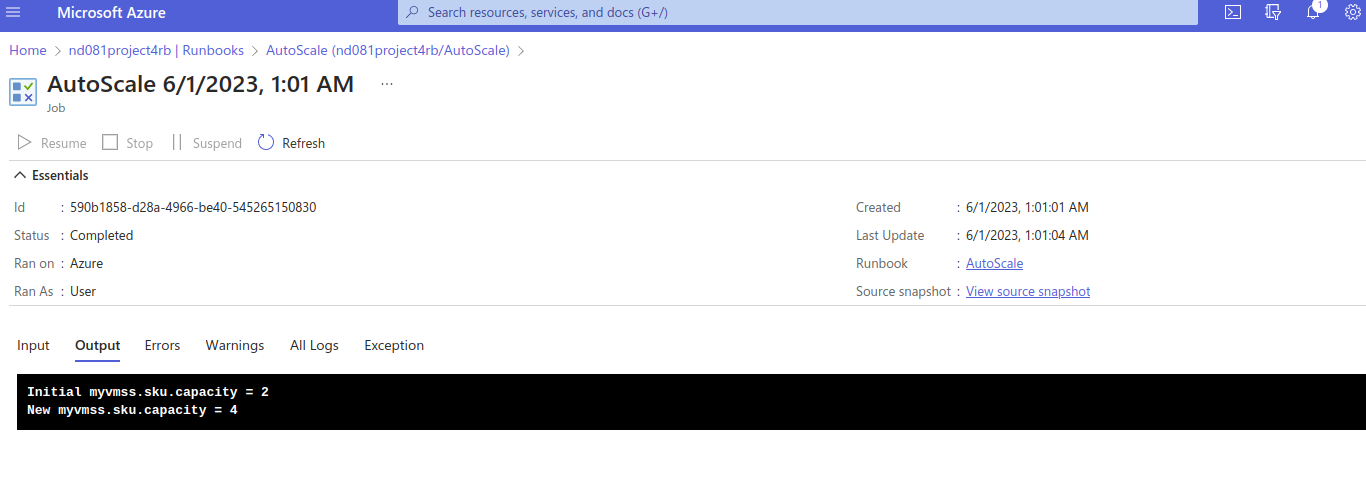 Microsoft Azure
Search resources, services, and docs (G+/)
1
Home > nd081project4rb | Runbooks > AutoScale (nd081project4rb/AutoScale) >
AutoScale 6/1/2023, 1:01 AM ...
Job
Resume Stop Suspend Refresh
Essentials
Id : 590b1858-d28a-4966-be40-545265150830
Status : Completed
Ran on : Azure
Ran As : User
Created : 6/1/2023, 1:01:01 AM
Last Update : 6/1/2023, 1:01:04 AM
Runbook : AutoScale
Source snapshot : View source snapshot
Input Output Errors Warnings All Logs Exception
Initial myvmss.sku.capacity = 2
New myvmss.sku.capacity = 4